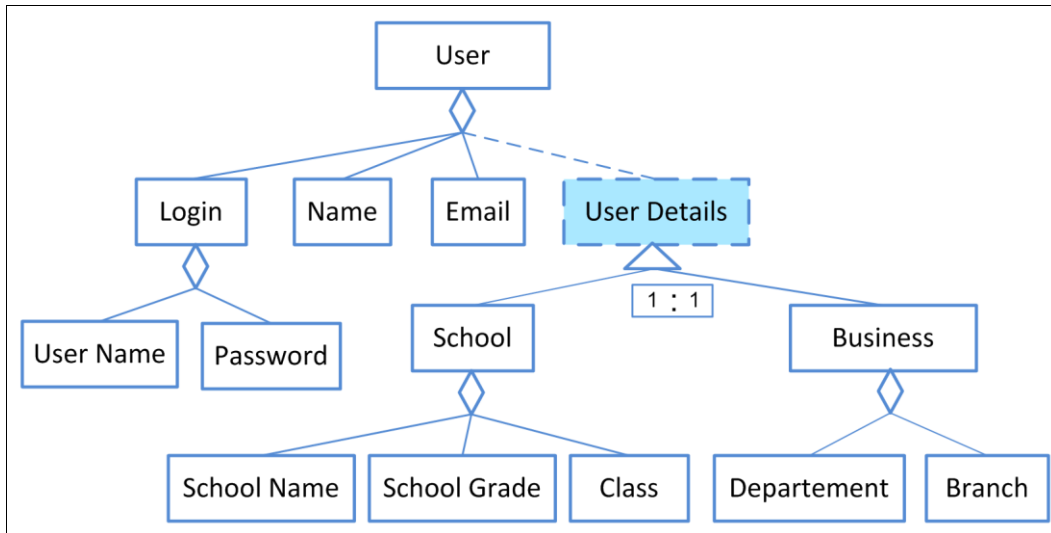 User
Login
Name
Email
User Details
1 : 1
User Name
Password
School
Business
School Name
School Grade
Class
Departement
Branch